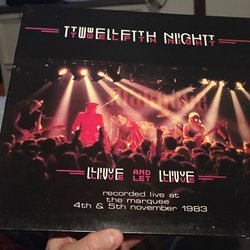 TWELFTH NIGHT
LIVE AND LET LIVE
recorded live at
the marquee
4th & 5th november 1983